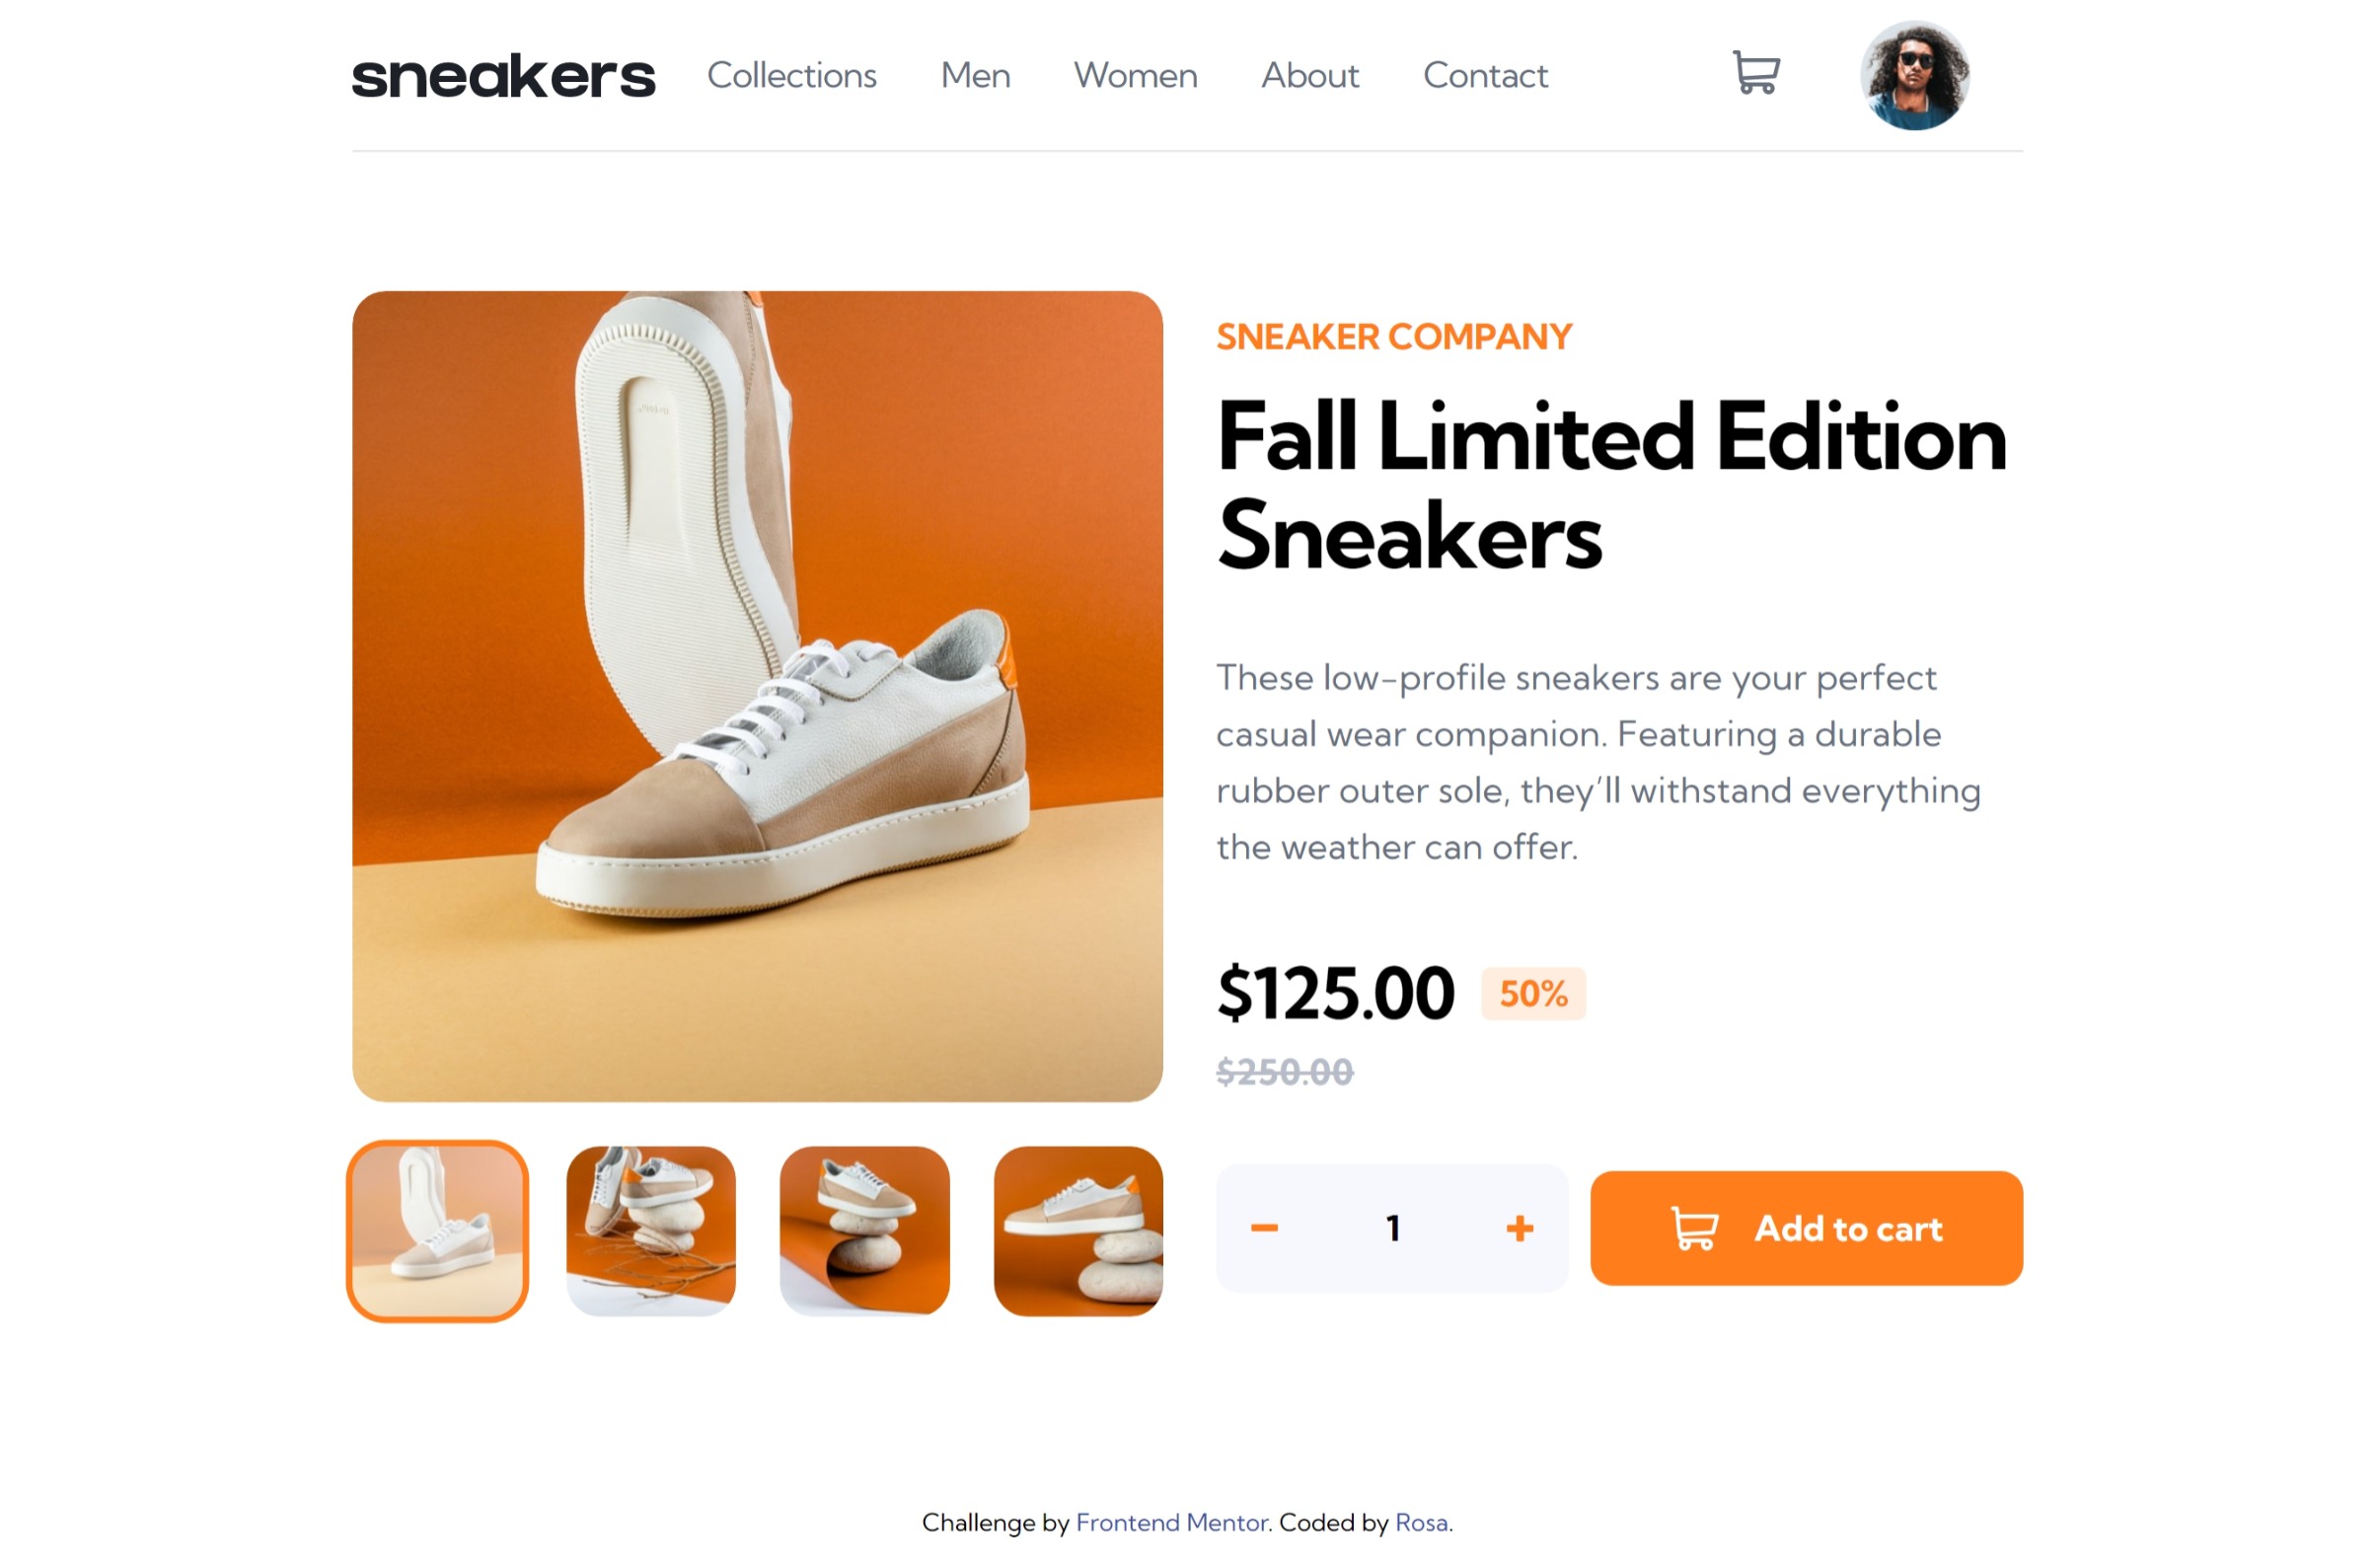 sneakers Collections Men Women About Contact
SNEAKER COMPANY
Fall Limited Edition
Sneakers
These low-profile sneakers are your perfect
casual wear companion. Featuring a durable
rubber outer sole, they’ll withstand everything
the weather can offer.
$125.00 50%
$250.00
1 Add to cart
Challenge by Frontend Mentor. Coded by Rosa.